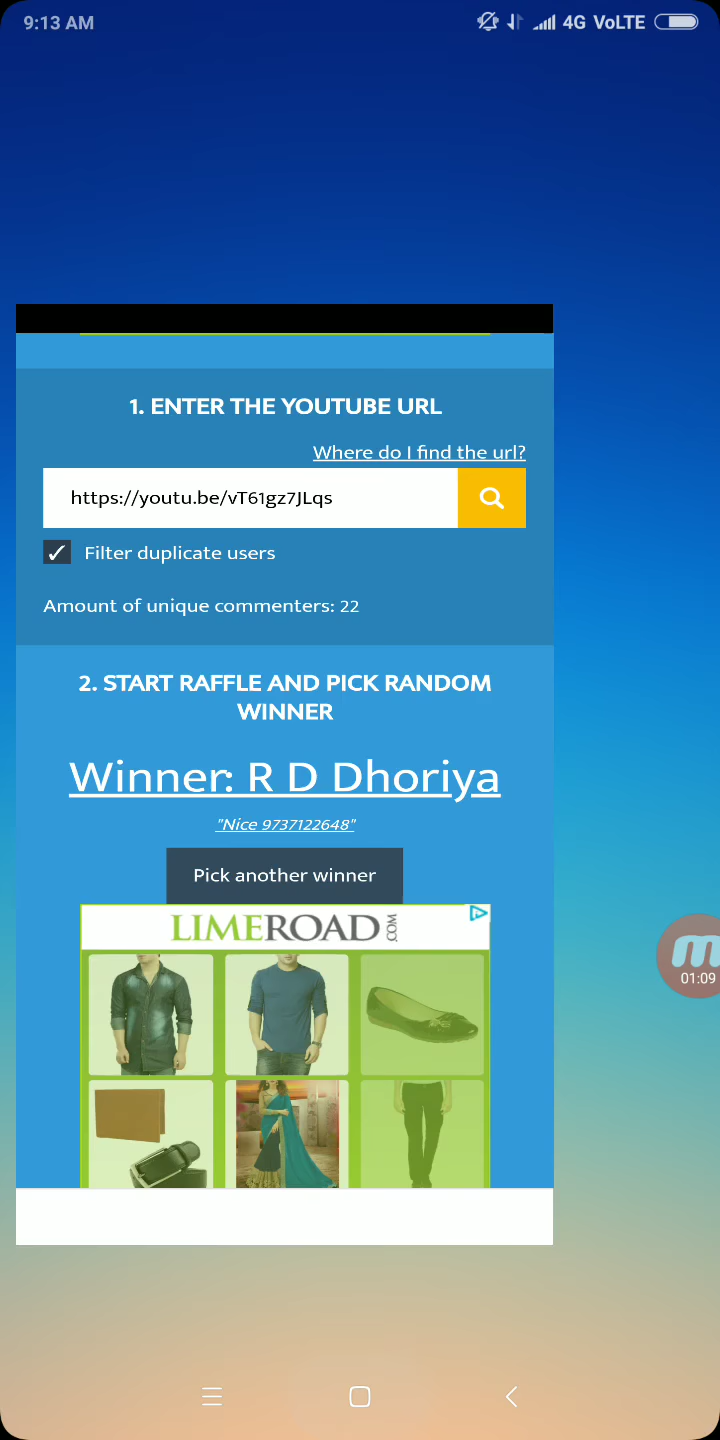 9:13 AM
4G VoLTE
1. ENTER THE YOUTUBE URL
Where do I find the url?
https://youtu.be/vT61gz7JLqs
✓ Filter duplicate users
Amount of unique commenters: 22
2. START RAFFLE AND PICK RANDOM
WINNER
Winner: R D Dhoriya
"Nice 9737122648"
Pick another winner
LIMEROAD.COM
01:09